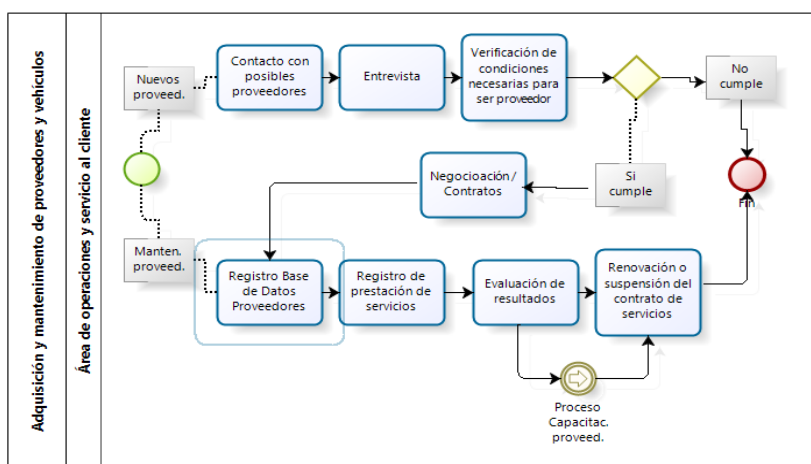 Adquisición y mantenimiento de proveedores y vehículos
Área de operaciones y servicio al cliente
Nuevos
proveed.
Contacto con
posibles
proveedores
Entrevista
Verificación de
condiciones
necesarias para
ser proveedor
No
cumple
Negocioación/
Contratos
Si
cumple
Fin
Manten.
proveed.
Registro Base
de Datos
Proveedores
Registro de
prestación de
servicios
Evaluación de
resultados
Renovación o
suspensión del
contrato de
servicios
Proceso
Capacitac.
proveed.